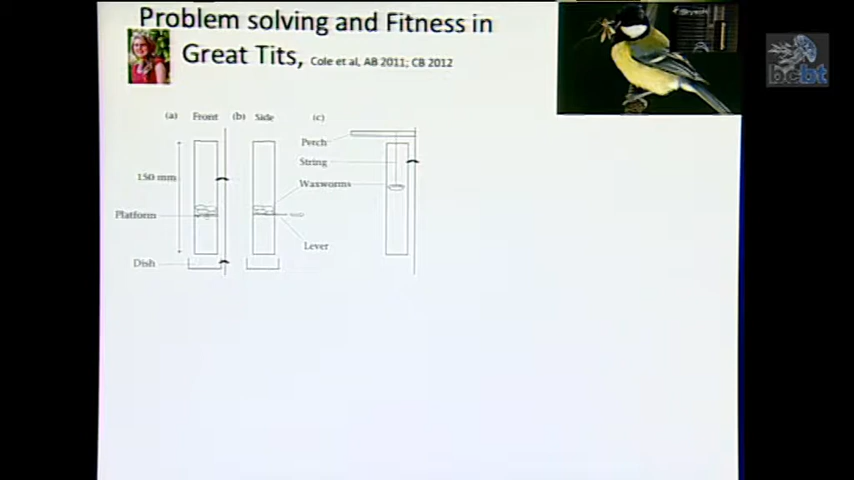 Problem solving and Fitness in
Great Tits, Cole et al, AB 2011; CB 2012
bcbt
(a) Front (b) Side (c)
Perch
String
150 mm
Waxworms
Platform
Lever
Dish